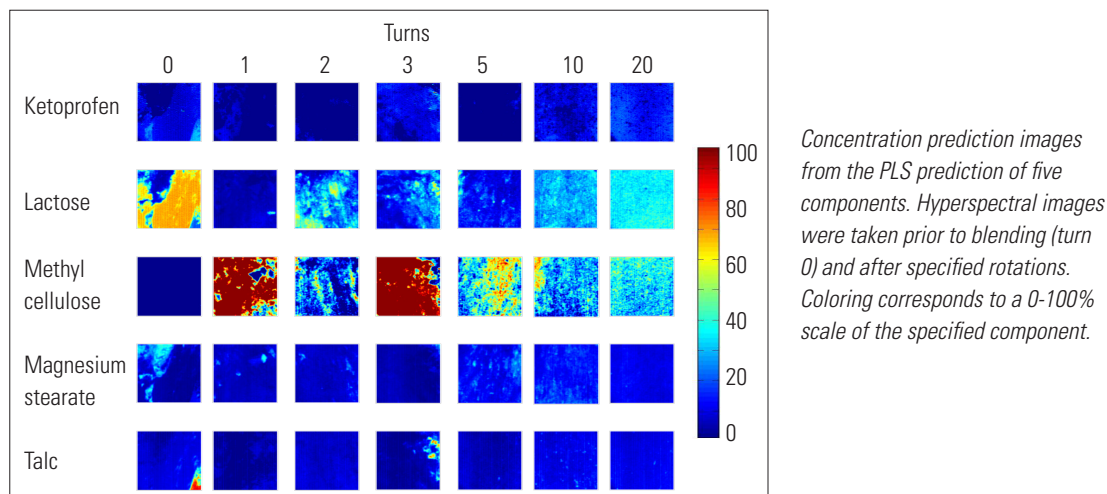 Turns
0 1 2 3 5 10 20
Ketoprofen
Lactose
Methyl
cellulose
Magnesium
stearate
Talc
100
80
60
40
20
0
Concentration prediction images
from the PLS prediction of five
components. Hyperspectral images
were taken prior to blending (turn
0) and after specified rotations.
Coloring corresponds to a 0-100%
scale of the specified component.